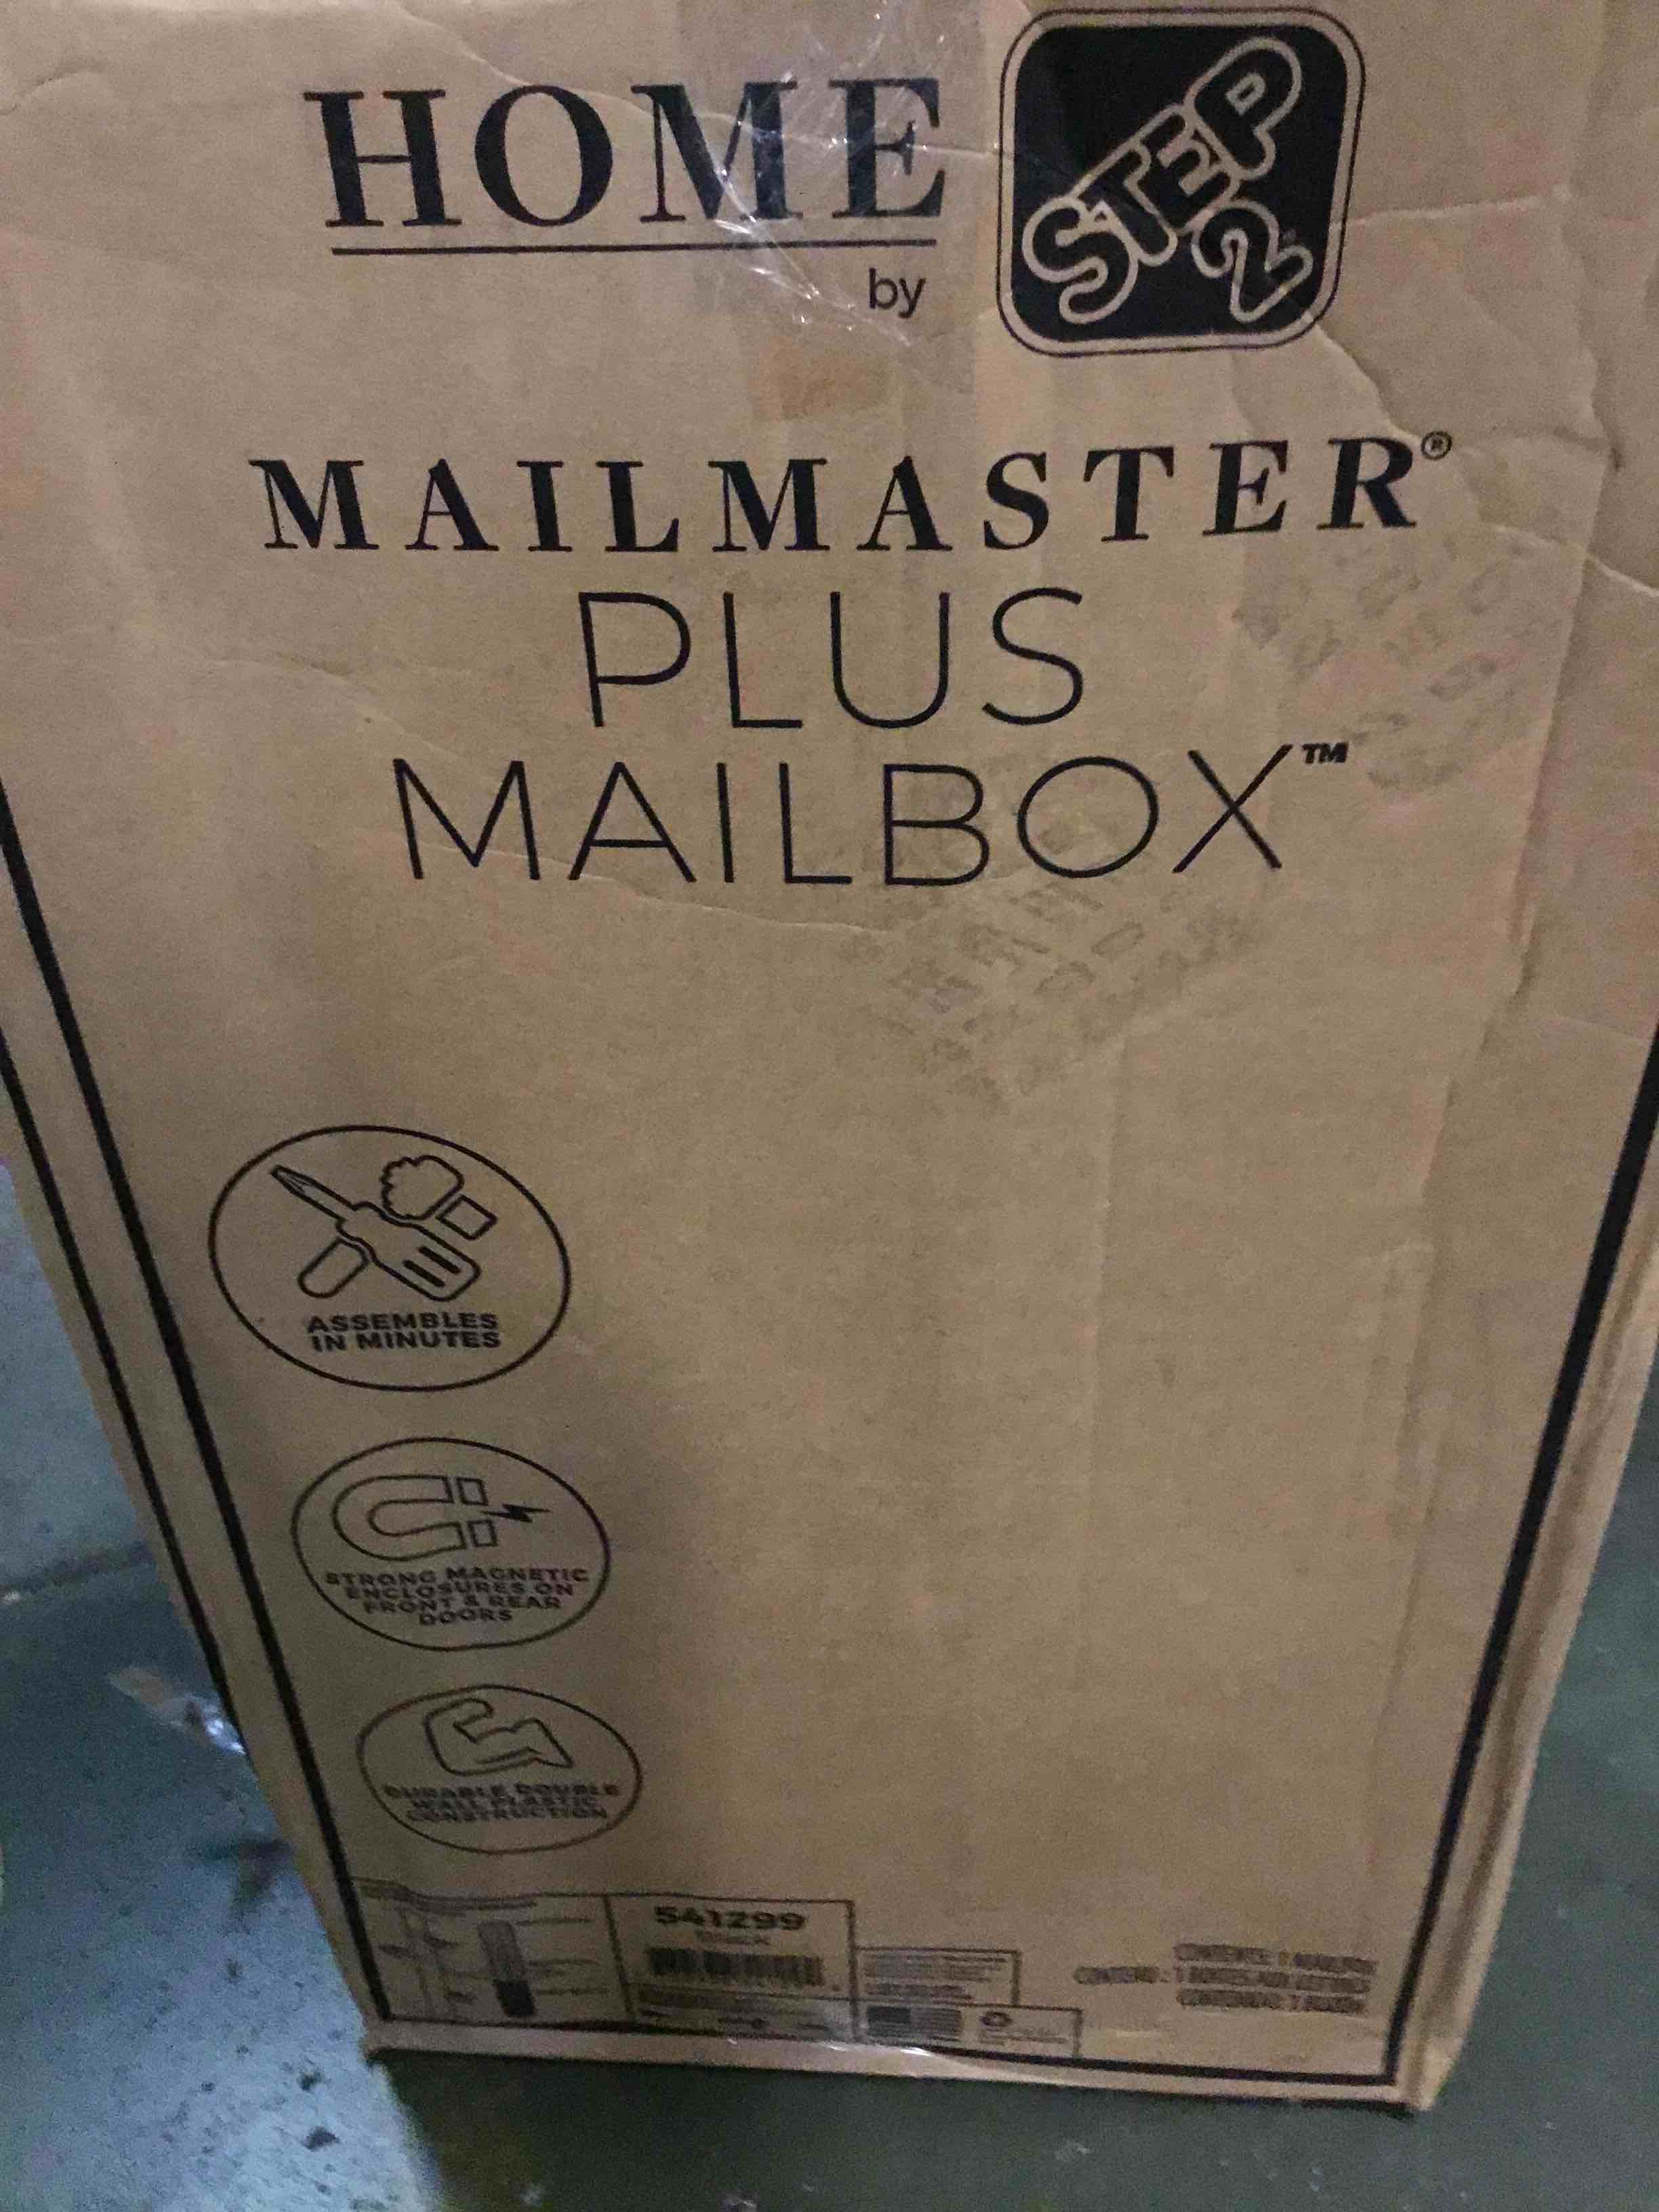 HOME
by
STEP
2
MAILMASTER®
PLUS
MAILBOX™
ASSEMBLES
IN MINUTES
STRONG MAGNETIC
ENCLOSURES ON
FRONT & REAR
DOORS
DURABLE DOUBLE
WALL PLASTIC
CONSTRUCTION
541299